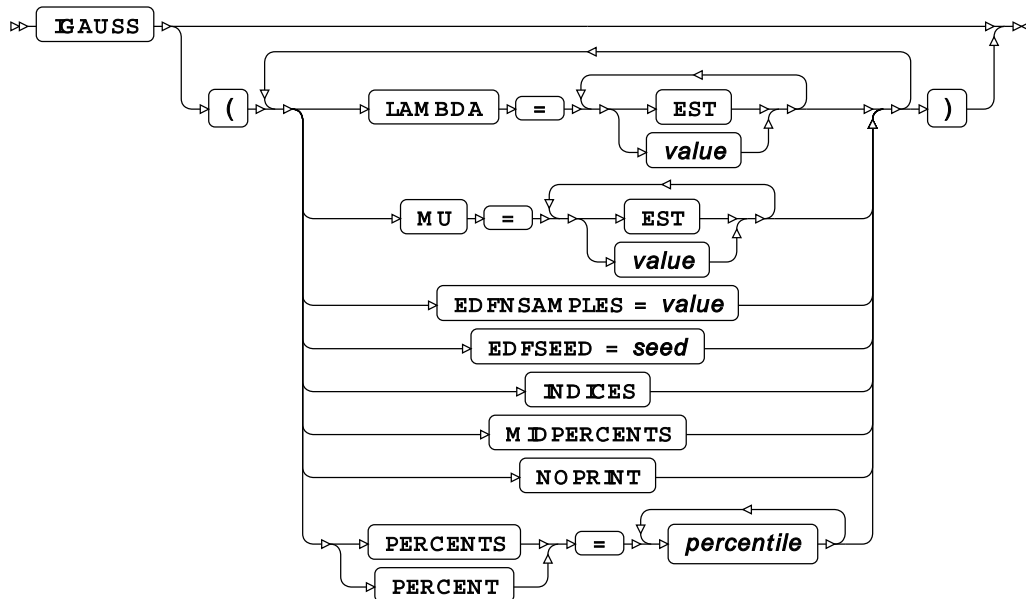 IGAUSS
( LAMBDA = EST )
value
MU = EST
value
EDFNSAMPLES = value
EDFSEED = seed
INDICES
MIDPERCENTS
NOPRINT
PERCENTS = percentile
PERCENT